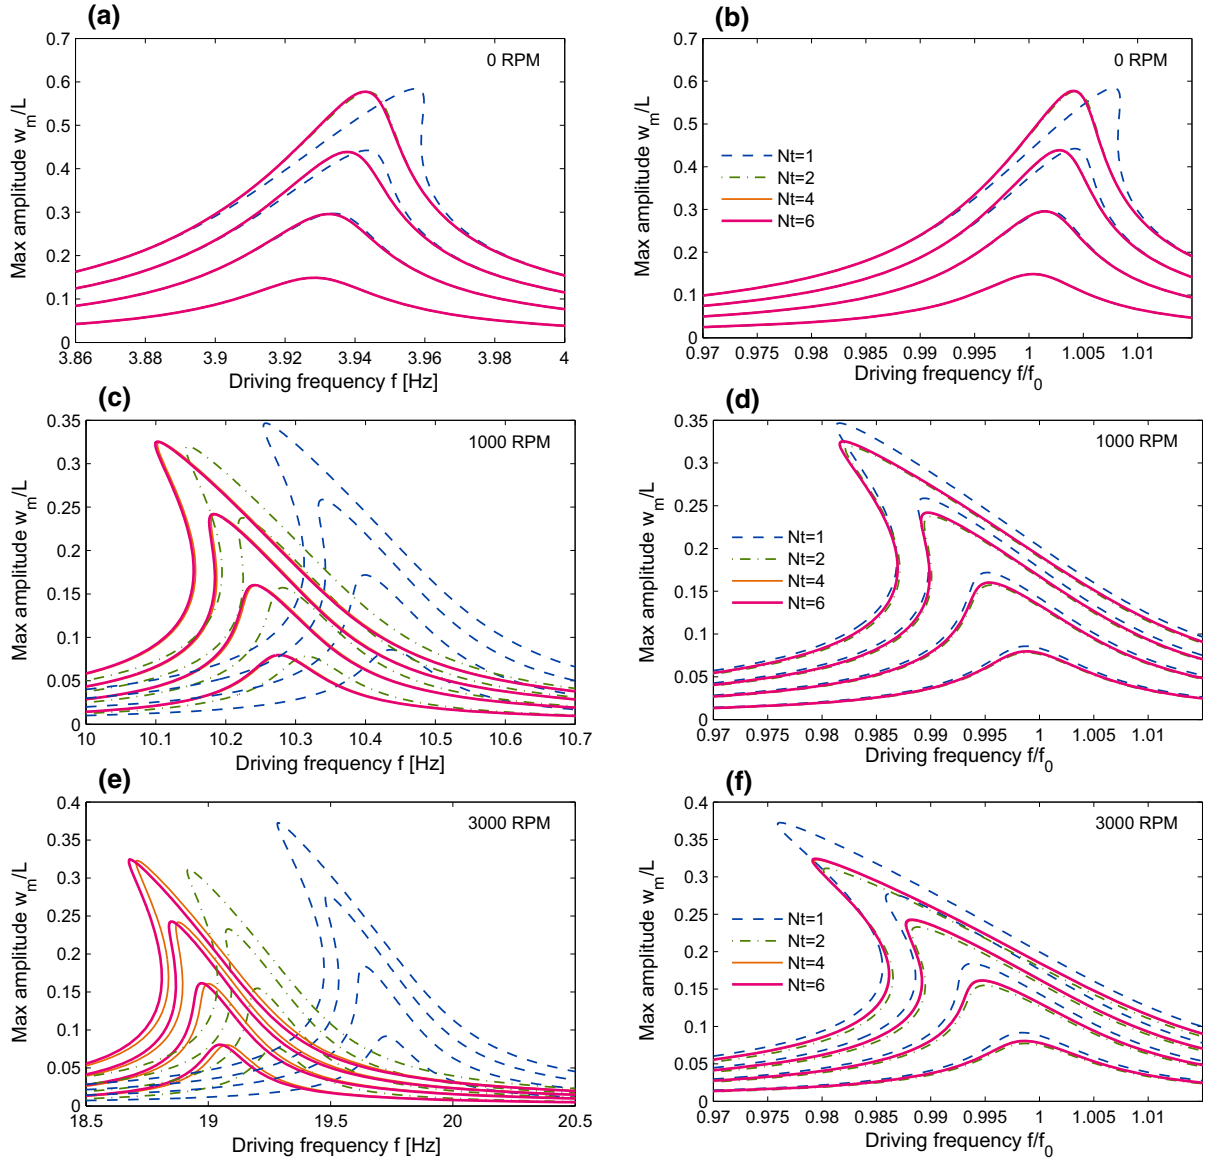 (a)
0 RPM
Max amplitude w_m/L
0.7
0.6
0.5
0.4
0.3
0.2
0.1
0
3.86 3.88 3.9 3.92 3.94 3.96 3.98 4
Driving frequency f [Hz]
(b)
0 RPM
Max amplitude w_m/L
0.7
0.6
0.5
0.4
0.3
0.2
0.1
0
Nt=1
Nt=2
Nt=4
Nt=6
0.97 0.975 0.98 0.985 0.99 0.995 1 1.005 1.01
Driving frequency f/f_0
(c)
1000 RPM
Max amplitude w_m/L
0.35
0.3
0.25
0.2
0.15
0.1
0.05
0
10 10.1 10.2 10.3 10.4 10.5 10.6 10.7
Driving frequency f [Hz]
(d)
1000 RPM
Max amplitude w_m/L
0.35
0.3
0.25
0.2
0.15
0.1
0.05
0
Nt=1
Nt=2
Nt=4
Nt=6
0.97 0.975 0.98 0.985 0.99 0.995 1 1.005 1.01
Driving frequency f/f_0
(e)
3000 RPM
Max amplitude w_m/L
0.4
0.35
0.3
0.25
0.2
0.15
0.1
0.05
0
18.5 19 19.5 20 20.5
Driving frequency f [Hz]
(f)
3000 RPM
Max amplitude w_m/L
0.4
0.35
0.3
0.25
0.2
0.15
0.1
0.05
0
Nt=1
Nt=2
Nt=4
Nt=6
0.97 0.975 0.98 0.985 0.99 0.995 1 1.005 1.01
Driving frequency f/f_0